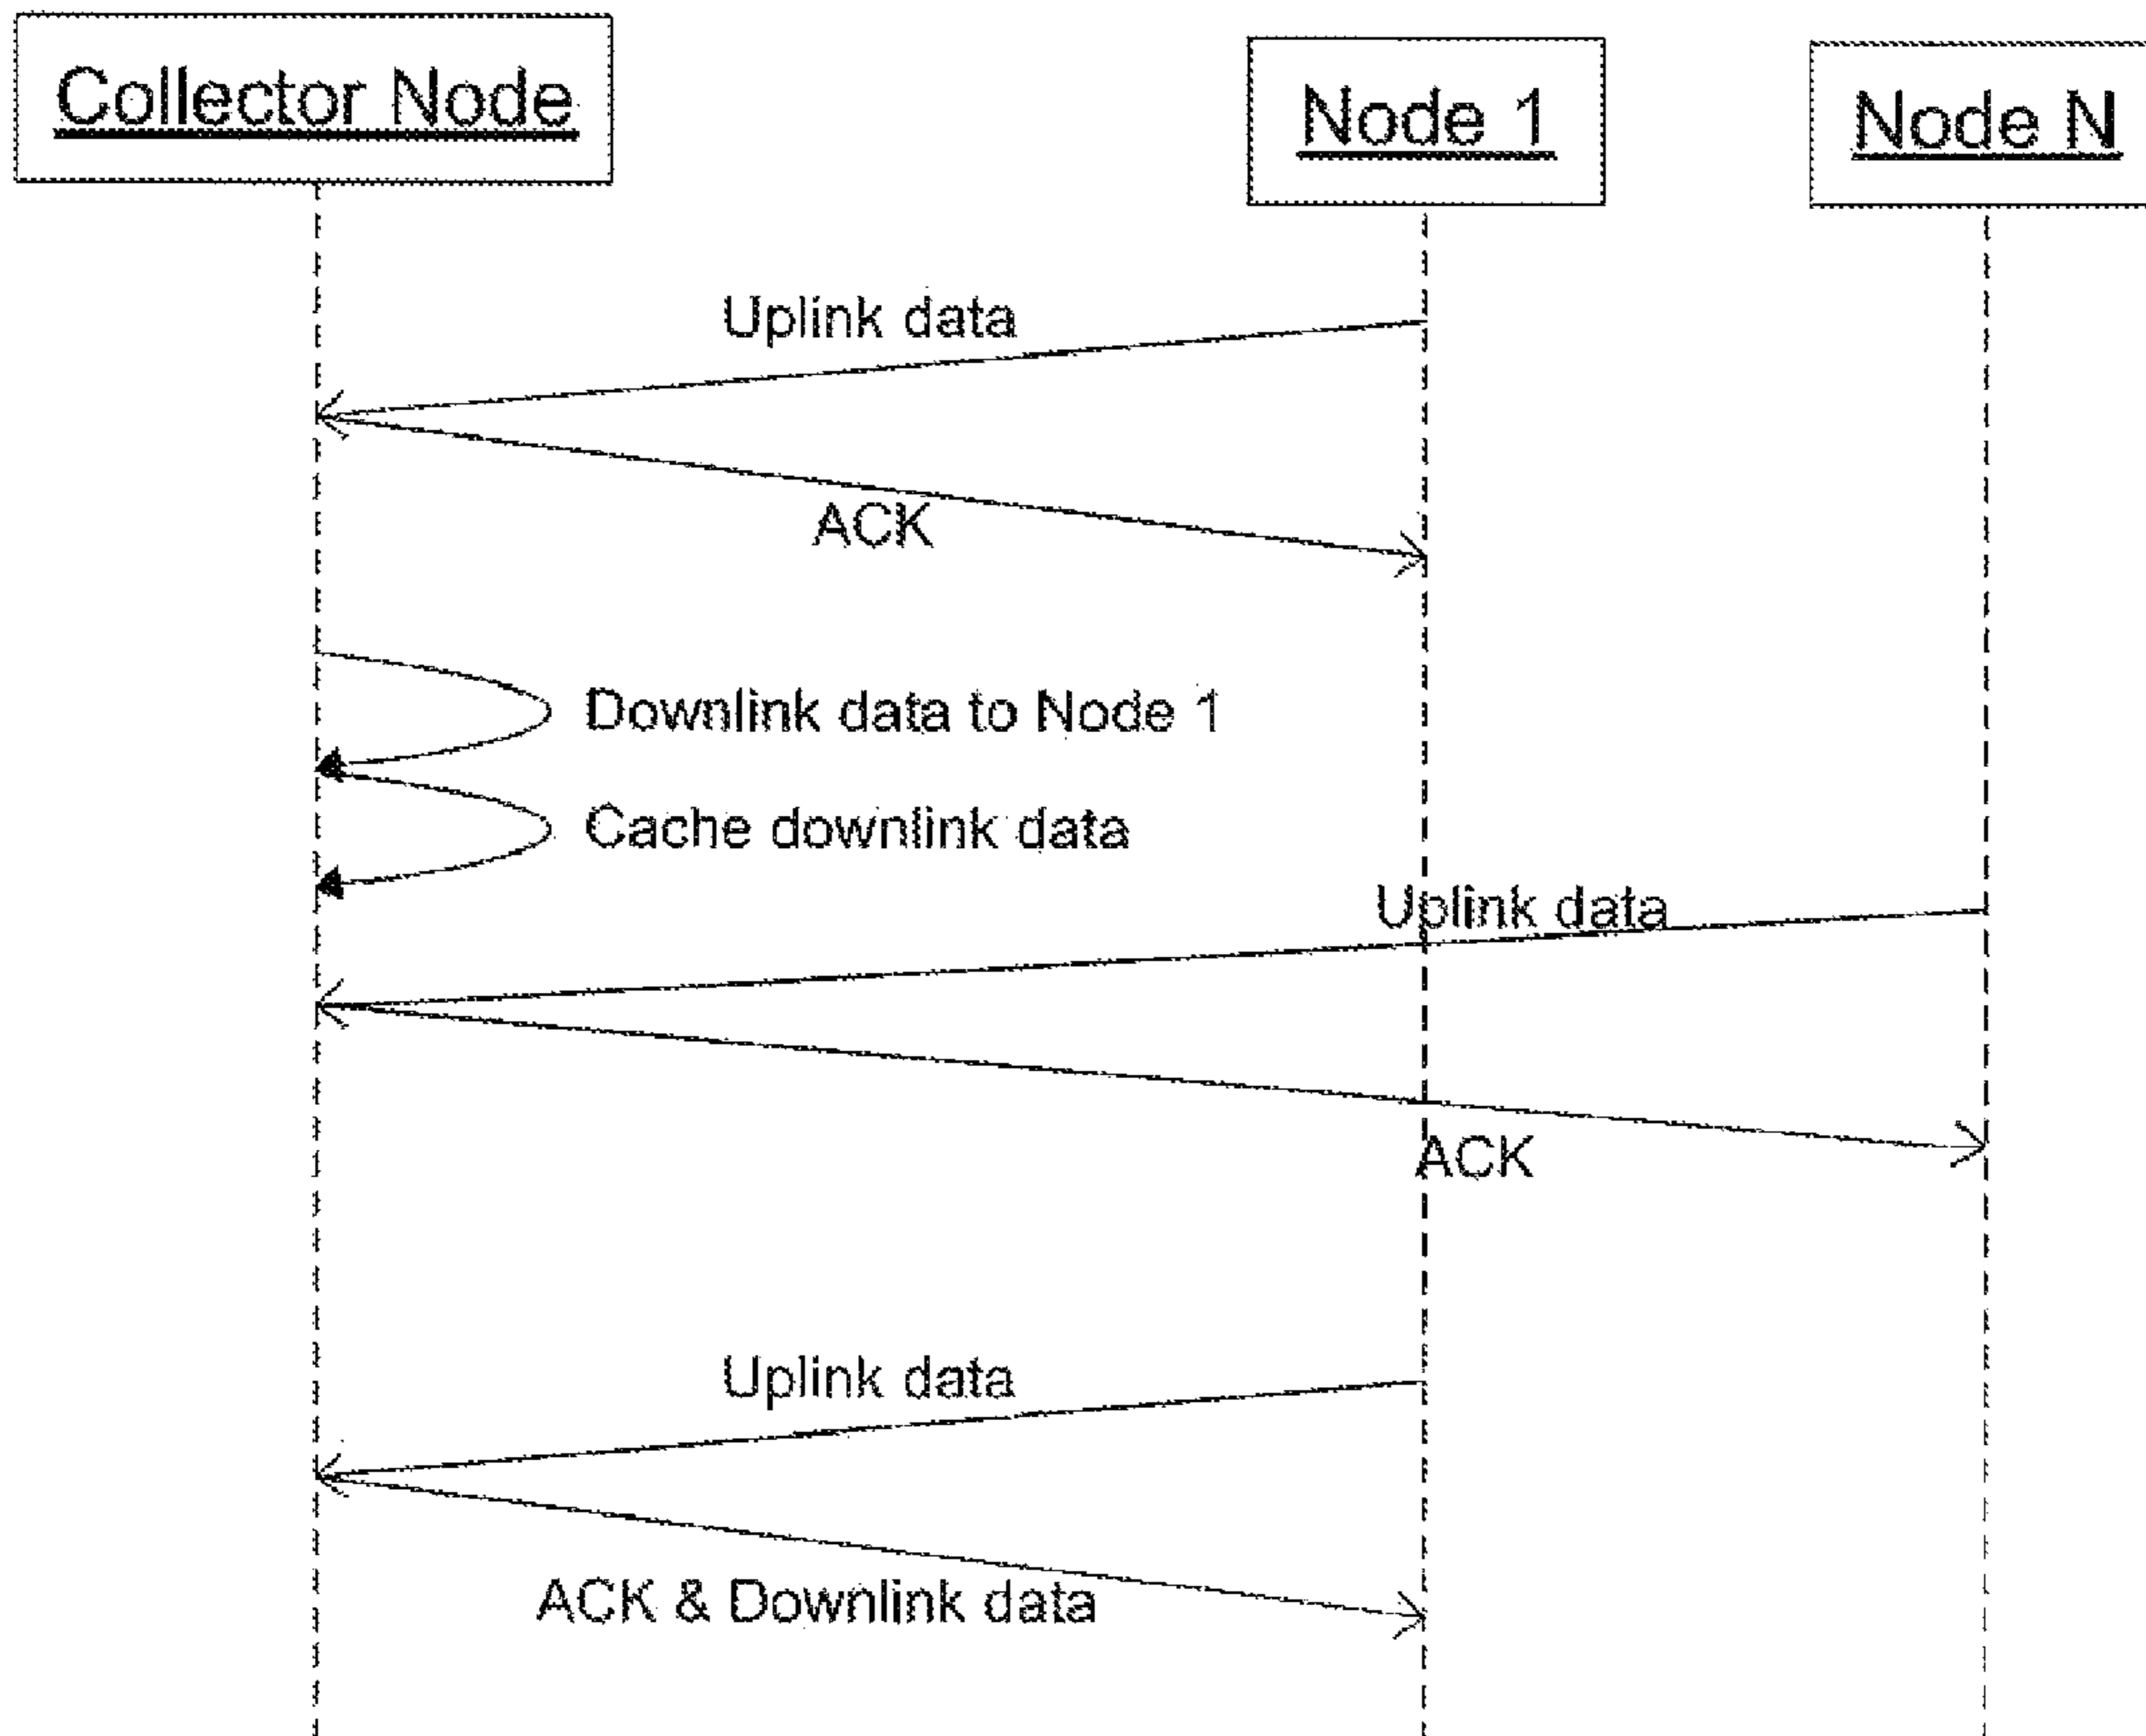 Collector Node
Node 1
Node N
Uplink data
ACK
Downlink data to Node 1
Cache downlink data
Uplink data
ACK
Uplink data
ACK & Downlink data